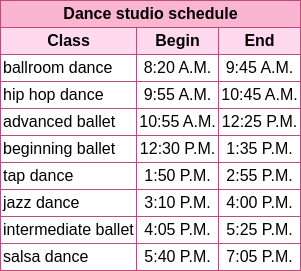 Dance studio schedule
Class Begin End
ballroom dance 8:20 A.M. 9:45 A.M.
hip hop dance 9:55 A.M. 10:45 A.M.
advanced ballet 10:55 A.M. 12:25 P.M.
beginning ballet 12:30 P.M. 1:35 P.M.
tap dance 1:50 P.M. 2:55 P.M.
jazz dance 3:10 P.M. 4:00 P.M.
intermediate ballet 4:05 P.M. 5:25 P.M.
salsa dance 5:40 P.M. 7:05 P.M.